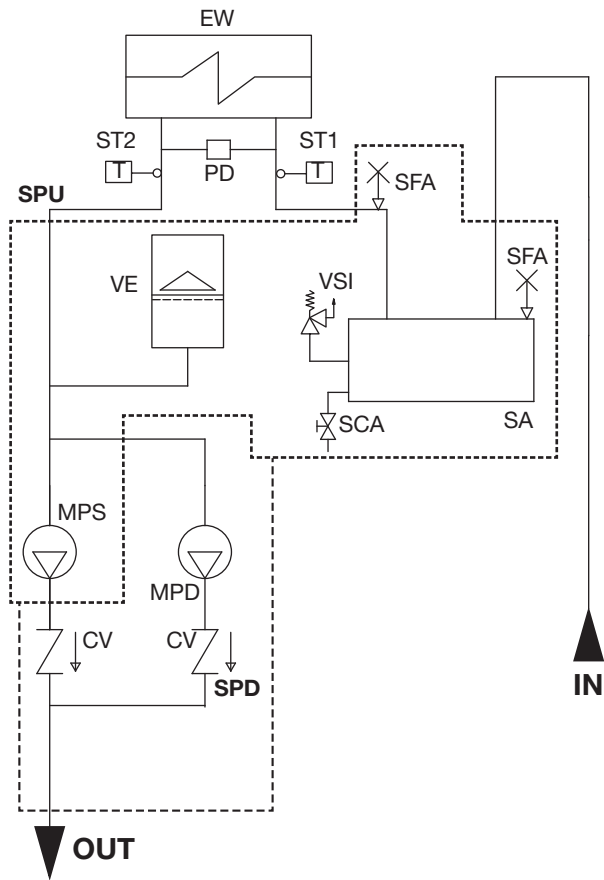 EW
ST2
ST1
T
PD
T
SPU
SFA
SFA
VE
VSI
SCA
SA
MPS
MPD
CV
CV
SPD
IN
OUT